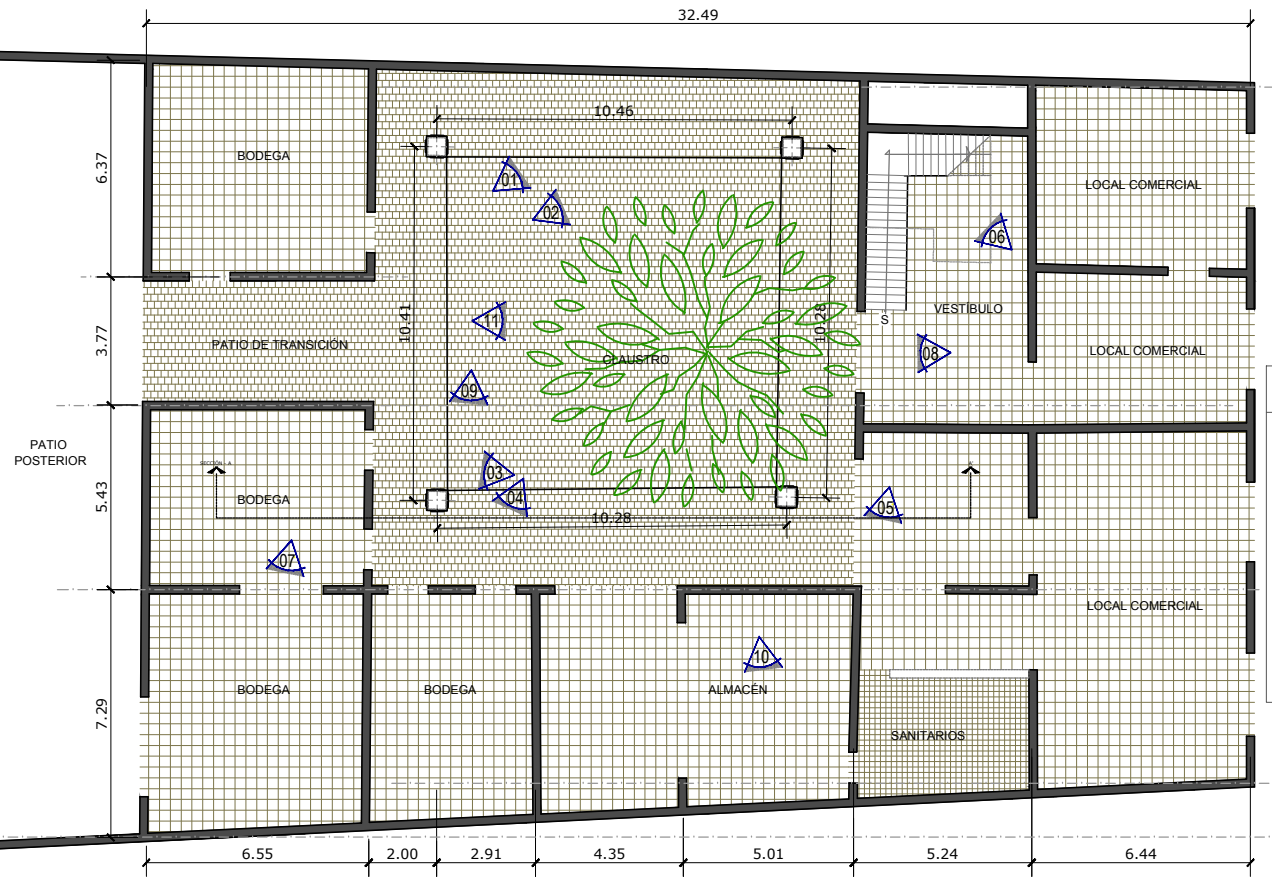 32.49
10.46
BODEGA
6.37
01
LOCAL COMERCIAL
02
06
VESTÍBULO
S
11
10.41
10.28
3.77
PATIO DE TRANSICIÓN
CLAUSTRO
08
LOCAL COMERCIAL
09
PATIO
POSTERIOR
SECCIÓN - A
03
04
BODEGA
5.43
05
10.28
07
LOCAL COMERCIAL
10
BODEGA
BODEGA
ALMACÉN
7.29
SANITARIOS
6.55
2.00
2.91
4.35
5.01
5.24
6.44